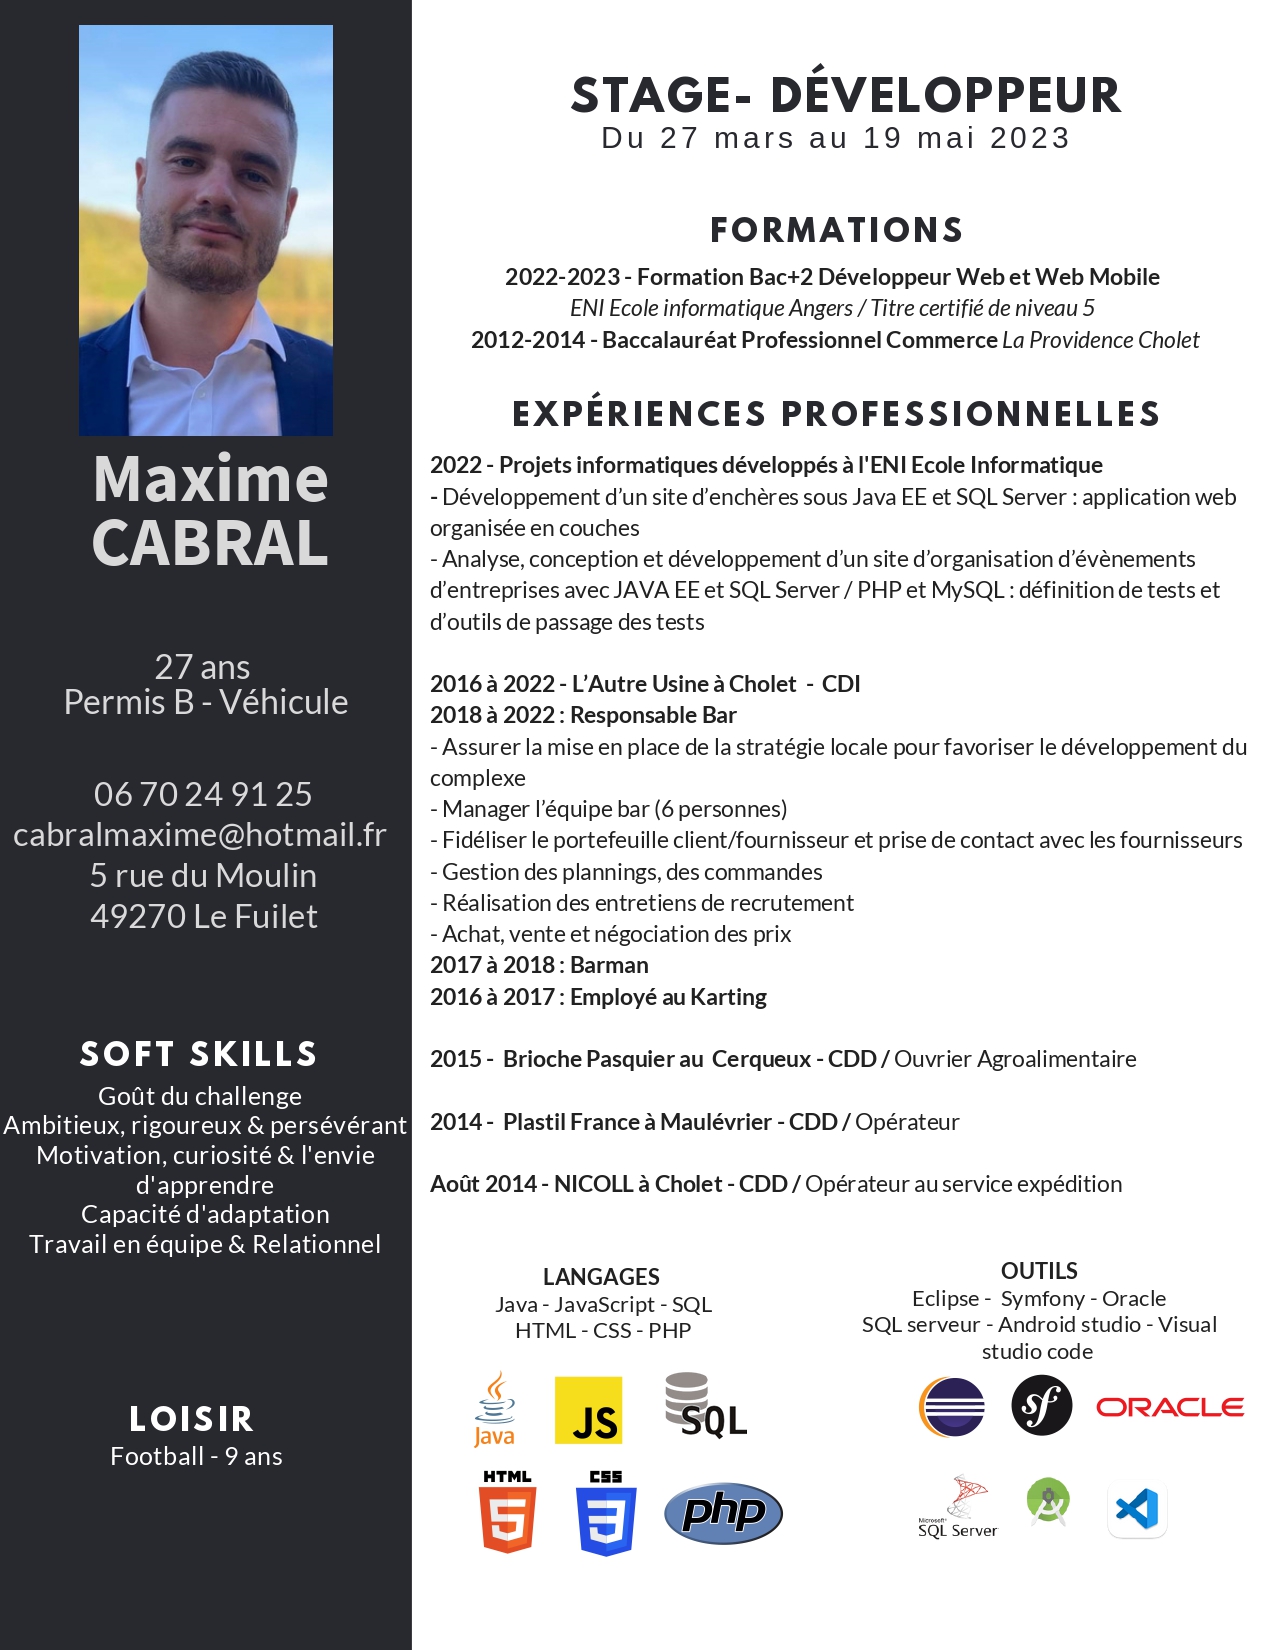 Maxime
CABRAL
27 ans
Permis B - Véhicule
06 70 24 91 25
cabralmaxime@hotmail.fr
5 rue du Moulin
49270 Le Fuilet
SOFT SKILLS
Goût du challenge
Ambitieux, rigoureux & persévérant
Motivation, curiosité & l'envie
d'apprendre
Capacité d'adaptation
Travail en équipe & Relationnel
LOISIR
Football - 9 ans
STAGE- DÉVELOPPEUR
Du 27 mars au 19 mai 2023
FORMATIONS
2022-2023 - Formation Bac+2 Développeur Web et Web Mobile
ENI Ecole informatique Angers / Titre certifié de niveau 5
2012-2014 - Baccalauréat Professionnel Commerce La Providence Cholet
EXPÉRIENCES PROFESSIONNELLES
2022 - Projets informatiques développés à l'ENI Ecole Informatique
- Développement d’un site d’enchères sous Java EE et SQL Server : application web
organisée en couches
- Analyse, conception et développement d’un site d’organisation d’évènements
d’entreprises avec JAVA EE et SQL Server / PHP et MySQL : définition de tests et
d’outils de passage des tests
2016 à 2022 - L’Autre Usine à Cholet - CDI
2018 à 2022 : Responsable Bar
- Assurer la mise en place de la stratégie locale pour favoriser le développement du
complexe
- Manager l’équipe bar (6 personnes)
- Fidéliser le portefeuille client/fournisseur et prise de contact avec les fournisseurs
- Gestion des plannings, des commandes
- Réalisation des entretiens de recrutement
- Achat, vente et négociation des prix
2017 à 2018 : Barman
2016 à 2017 : Employé au Karting
2015 - Brioche Pasquier au Cerqueux - CDD / Ouvrier Agroalimentaire
2014 - Plastil France à Maulévrier - CDD / Opérateur
Août 2014 - NICOLL à Cholet - CDD / Opérateur au service expédition
LANGAGES
Java - JavaScript - SQL
HTML - CSS - PHP
Java
JS
SQL
HTML
5
CSS
3
php
OUTILS
Eclipse - Symfony - Oracle
SQL serveur - Android studio - Visual
studio code
sf
ORACLE
Microsoft
SQL Server